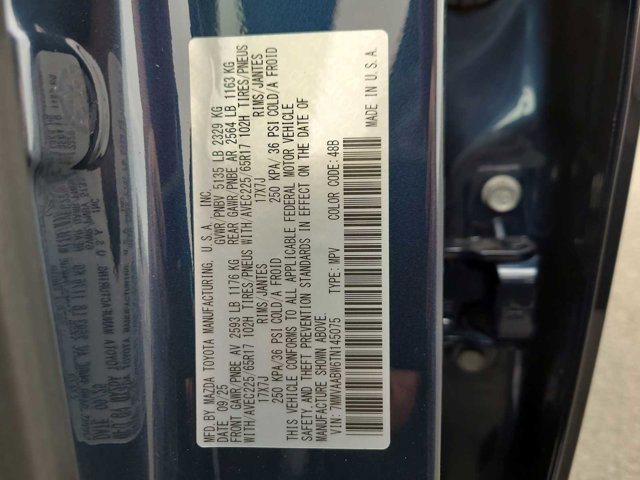 MFD. BY MAZDA TOYOTA MANUFACTURING, U.S.A., INC.
DATE 09/25 GVWR/PNBV 5135 LB 2329 KG
FRONT GAWR/PNBE AV 2593 LB 1176 KG REAR GAWR/PNBE AR 2564 LB 1163 KG
WITH/AVEC225/65R17 102H TIRES/PNEUS WITH/AVEC225/65R17 102H TIRES/PNEUS
17X7J RIMS/JANTES 17X7J RIMS/JANTES
250 KPA/ 36 PSI COLD/A FROID 250 KPA/ 36 PSI COLD/A FROID
THIS VEHICLE CONFORMS TO ALL APPLICABLE FEDERAL MOTOR VEHICLE
SAFETY AND THEFT PREVENTION STANDARDS IN EFFECT ON THE DATE OF
MANUFACTURE SHOWN ABOVE.
VIN: TYPE: MPV COLOR CODE: 48B
MADE IN U.S.A.